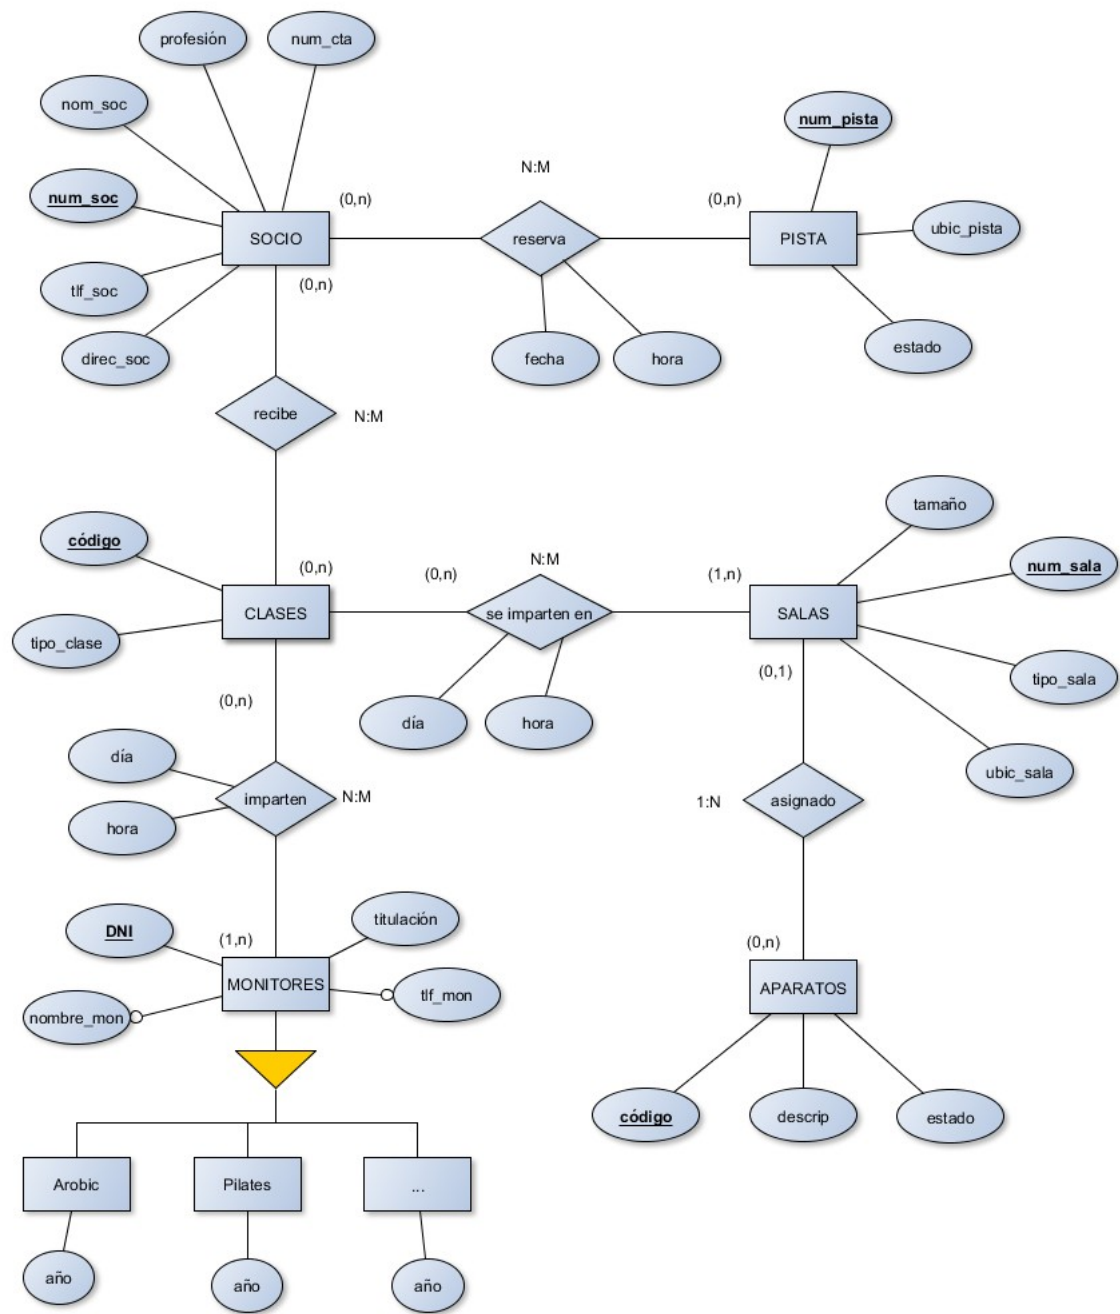 profesión
num_cta
nom_soc
num_pista
N:M
num_soc
(0,n)
(0,n)
SOCIO
reserva
PISTA
ubic_pista
tlf_soc
(0,n)
direc_soc
fecha
hora
estado
recibe
N:M
tamaño
código
(0,n)
(0,n)
N:M
(1,n)
num_sala
CLASES
se imparten en
SALAS
tipo_clase
(0,1)
tipo_sala
(0,n)
día
hora
día
ubic_sala
imparten
N:M
1:N
asignado
hora
titulación
DNI
(1,n)
(0,n)
MONITORES
tlf_mon
APARATOS
nombre_mon
código
descrip
estado
Arobic
Pilates
...
año
año
año